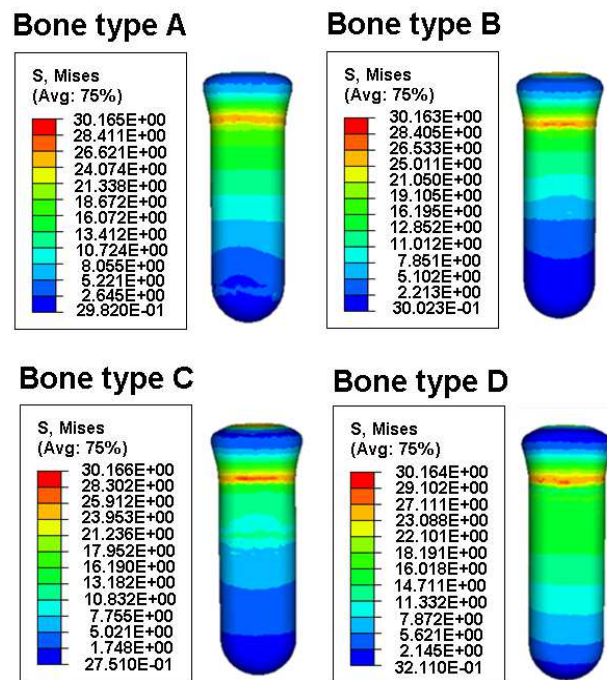 Bone type A
S, Mises
(Avg: 75%)
30.165E+00
28.411E+00
26.621E+00
24.074E+00
21.338E+00
18.672E+00
16.072E+00
13.412E+00
10.724E+00
8.055E+00
5.221E+00
2.645E+00
29.820E-01
Bone type B
S, Mises
(Avg: 75%)
30.163E+00
28.405E+00
26.533E+00
25.011E+00
21.050E+00
19.105E+00
16.195E+00
12.852E+00
11.012E+00
7.851E+00
5.102E+00
2.213E+00
30.023E-01
Bone type C
S, Mises
(Avg: 75%)
30.166E+00
28.302E+00
25.912E+00
23.953E+00
21.236E+00
17.952E+00
16.190E+00
13.182E+00
10.832E+00
7.755E+00
5.021E+00
1.748E+00
27.510E-01
Bone type D
S, Mises
(Avg: 75%)
30.164E+00
29.102E+00
27.111E+00
23.088E+00
22.101E+00
18.191E+00
16.018E+00
14.711E+00
11.332E+00
7.872E+00
5.621E+00
2.145E+00
32.110E-01